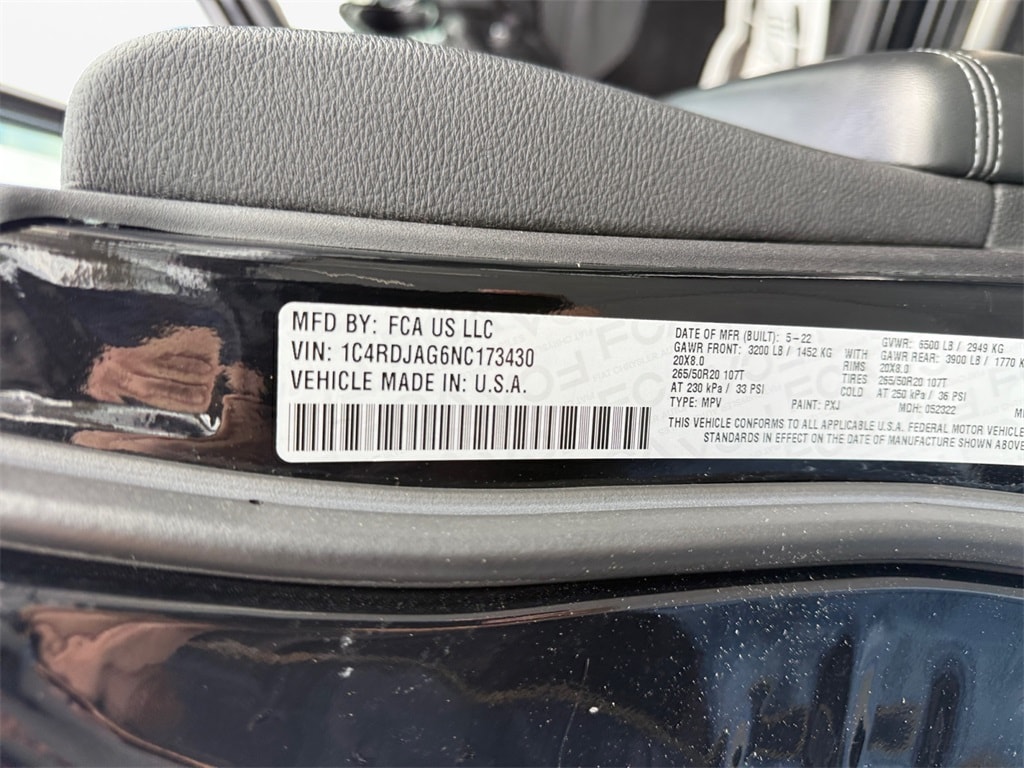 MFD BY: FCA US LLC
VIN: 1C4RDJAG6NC173430
VEHICLE MADE IN: U.S.A.
DATE OF MFR (BUILT): 5-22
GVWR: 6500 LB / 2949 KG
GAWR FRONT: 3200 LB / 1452 KG WITH GAWR REAR: 3900 LB / 1770 K
20X8.0 RIMS 20X8.0
265/50R20 107T TIRES 265/50R20 107T
AT 230 kPa / 33 PSI COLD AT 250 kPa / 36 PSI
TYPE: MPV PAINT: PXJ MDH: 052322
THIS VEHICLE CONFORMS TO ALL APPLICABLE U.S.A. FEDERAL MOTOR VEHICLE
STANDARDS IN EFFECT ON THE DATE OF MANUFACTURE SHOWN ABOVE